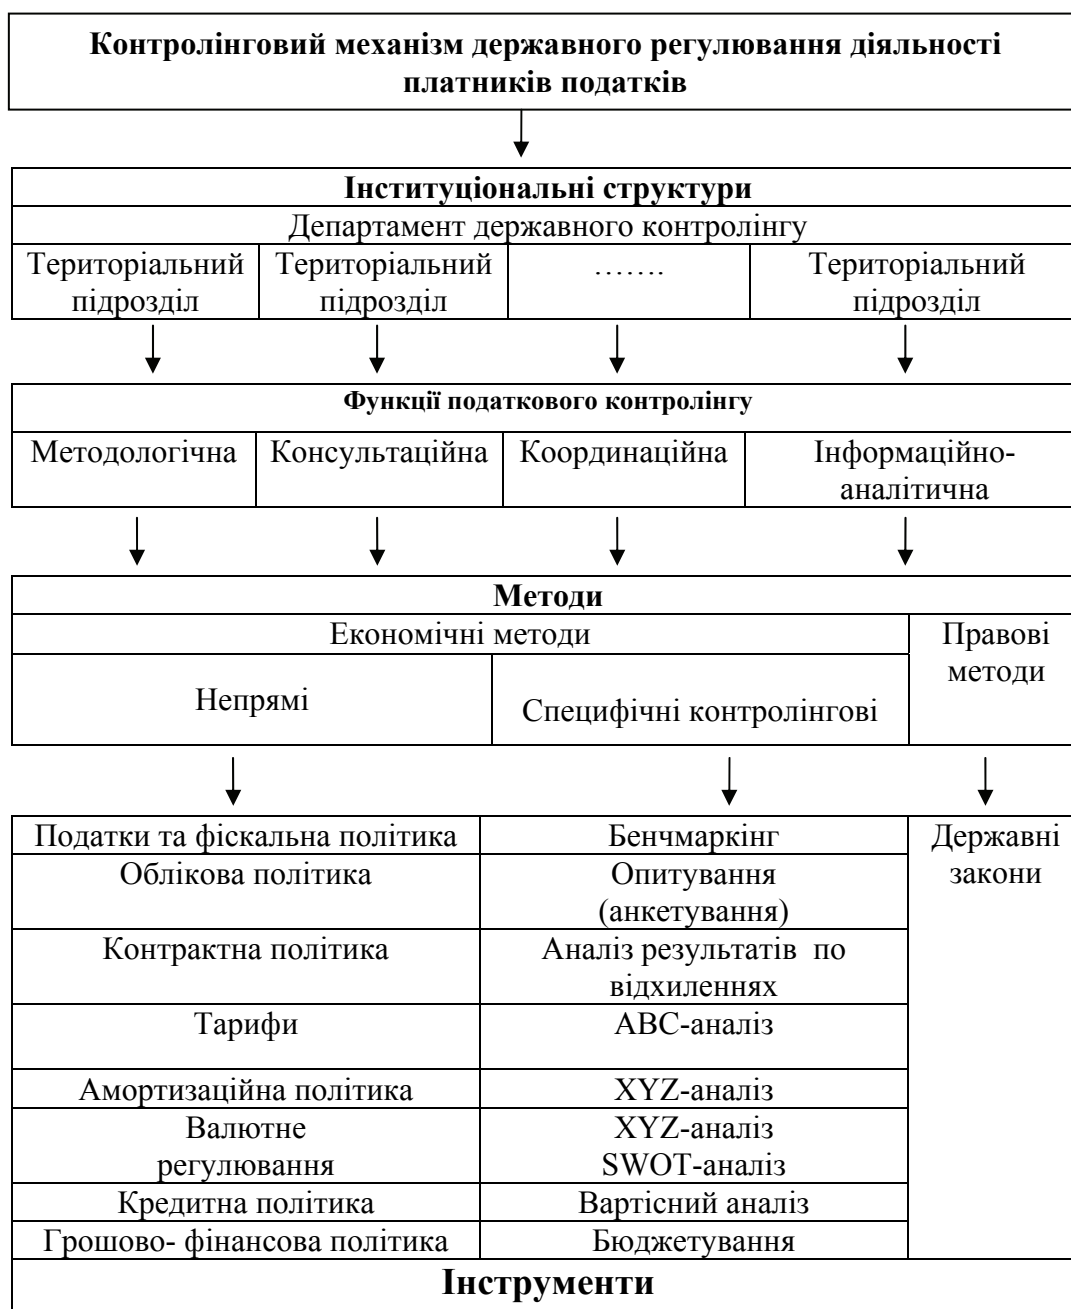 Контролінговий механізм державного регулювання діяльності
платників податків
Інституціональні структури
Департамент державного контролінгу
Територіальний
підрозділ
Територіальний
підрозділ
…….
Територіальний
підрозділ
Функції податкового контролінгу
Методологічна
Консультаційна
Координаційна
Інформаційно-
аналітична
Методи
Економічні методи
Правові
методи
Непрямі
Специфічні контролінгові
Податки та фіскальна політика
Бенчмаркінг
Державні
закони
Облікова політика
Опитування
(анкетування)
Контрактна політика
Аналіз результатів по
відхиленнях
Тарифи
АВС-аналіз
Амортизаційна політика
XYZ-аналіз
Валютне
регулювання
XYZ-аналіз
SWOT-аналіз
Кредитна політика
Вартісний аналіз
Грошово- фінансова політика
Бюджетування
Інструменти